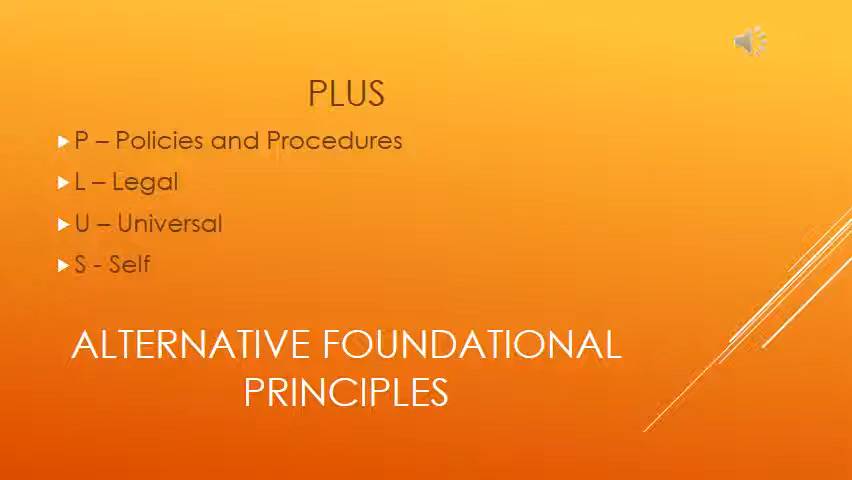 PLUS
P – Policies and Procedures
L – Legal
U – Universal
S - Self
ALTERNATIVE FOUNDATIONAL
PRINCIPLES